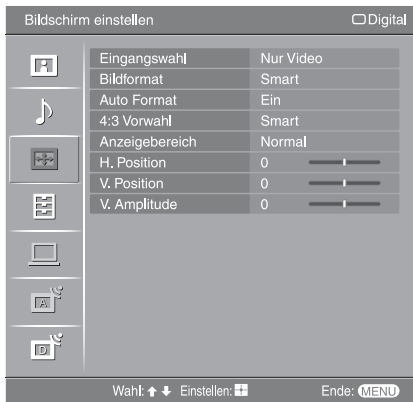 Bildschirm einstellen Digital
Eingangswahl Nur Video
Bildformat Smart
Auto Format Ein
4:3 Vorwahl Smart
Anzeigebereich Normal
H. Position 0
V. Position 0
V. Amplitude 0
A
D
Wahl: Einstellen: Ende: MENU